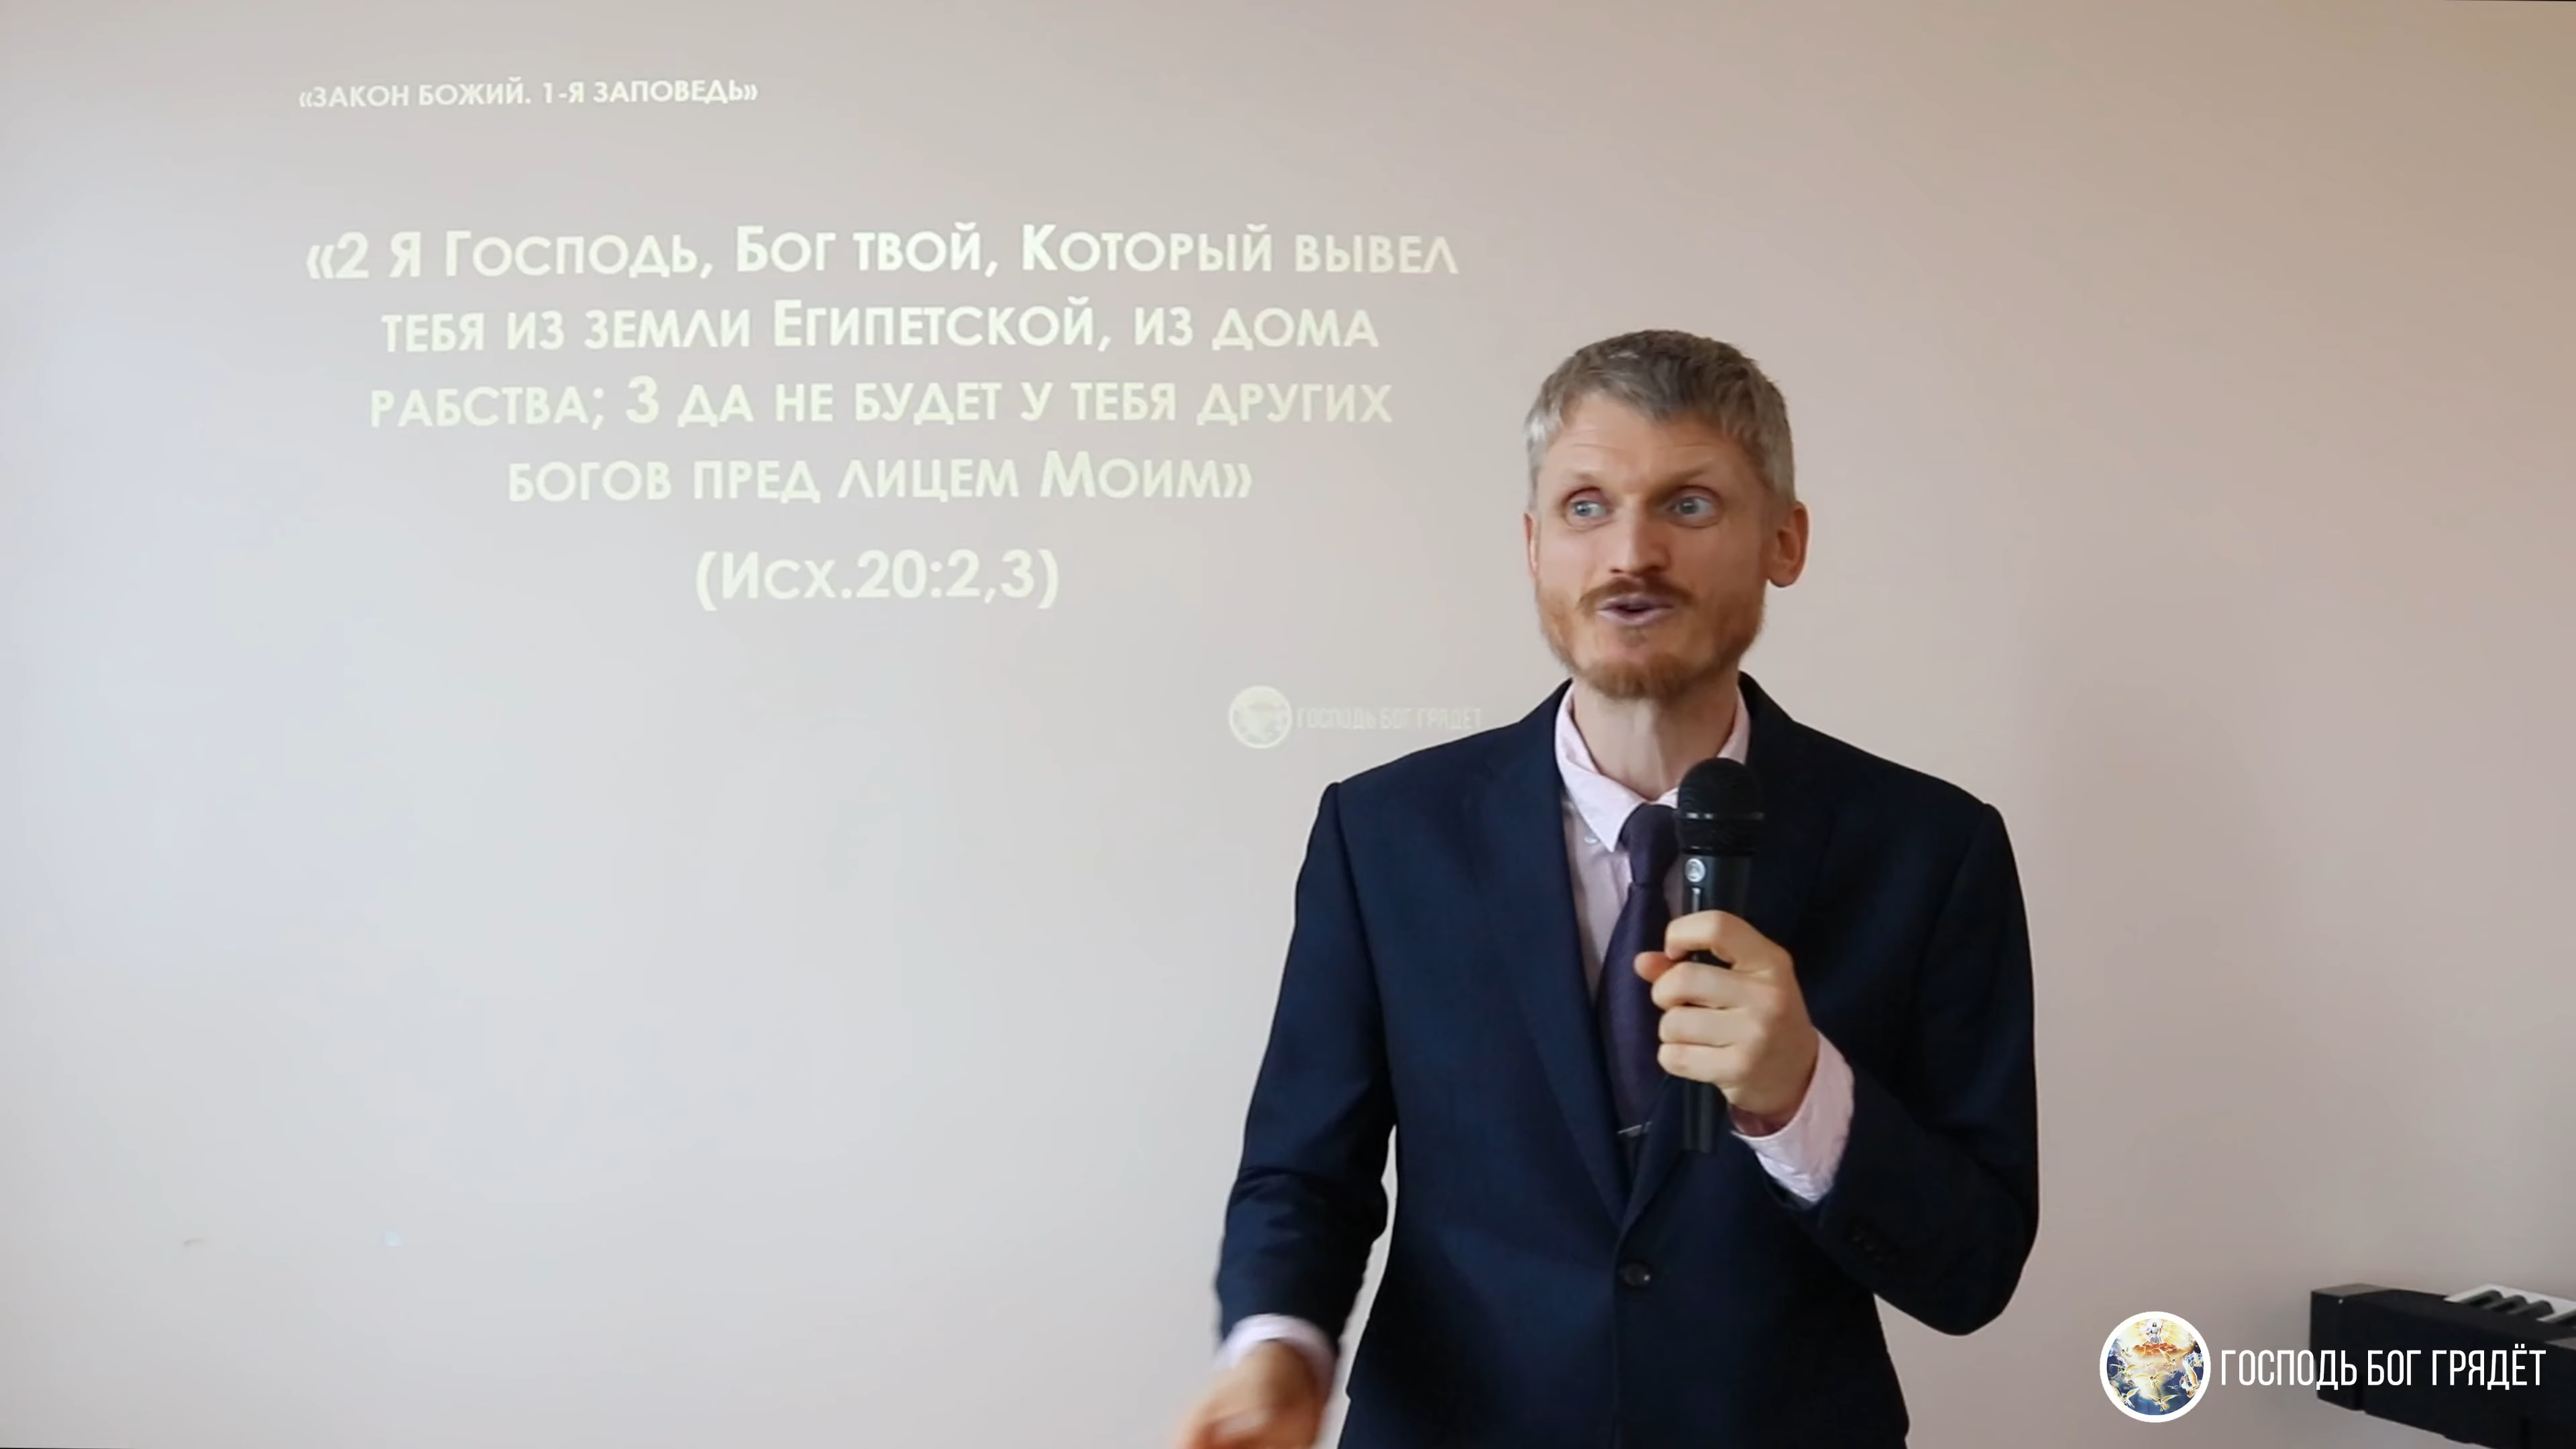 «ЗАКОН БОЖИЙ. 1-Я ЗАПОВЕДЬ»
«2 Я ГОСПОДЬ, БОГ ТВОЙ, КОТОРЫЙ ВЫВЕЛ
ТЕБЯ ИЗ ЗЕМЛИ ЕГИПЕТСКОЙ, ИЗ ДОМА
РАБСТВА; 3 ДА НЕ БУДЕТ У ТЕБЯ ДРУГИХ
БОГОВ ПРЕД ЛИЦЕМ МОИМ»
(ИСХ.20:2,3)
ГОСПОДЬ БОГ ГРЯДЁТ
ГОСПОДЬ БОГ ГРЯДЁТ